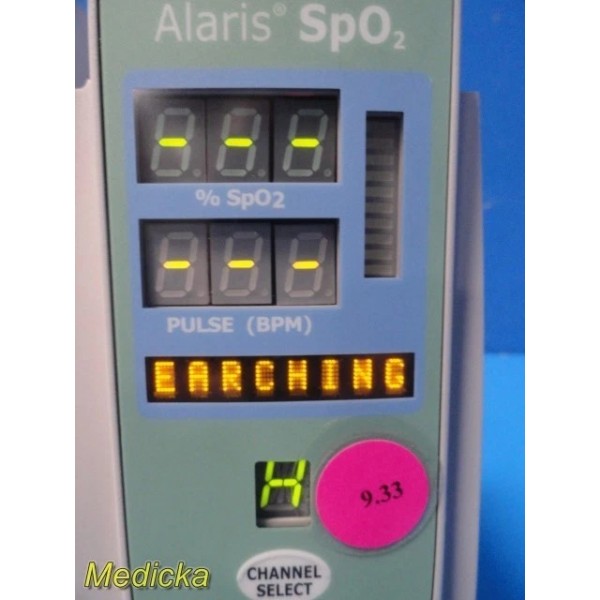 Alaris® SpO2
- - -
% SpO2
- - -
PULSE (BPM)
EARCHING
H
9.33
CHANNEL
SELECT
Medicka